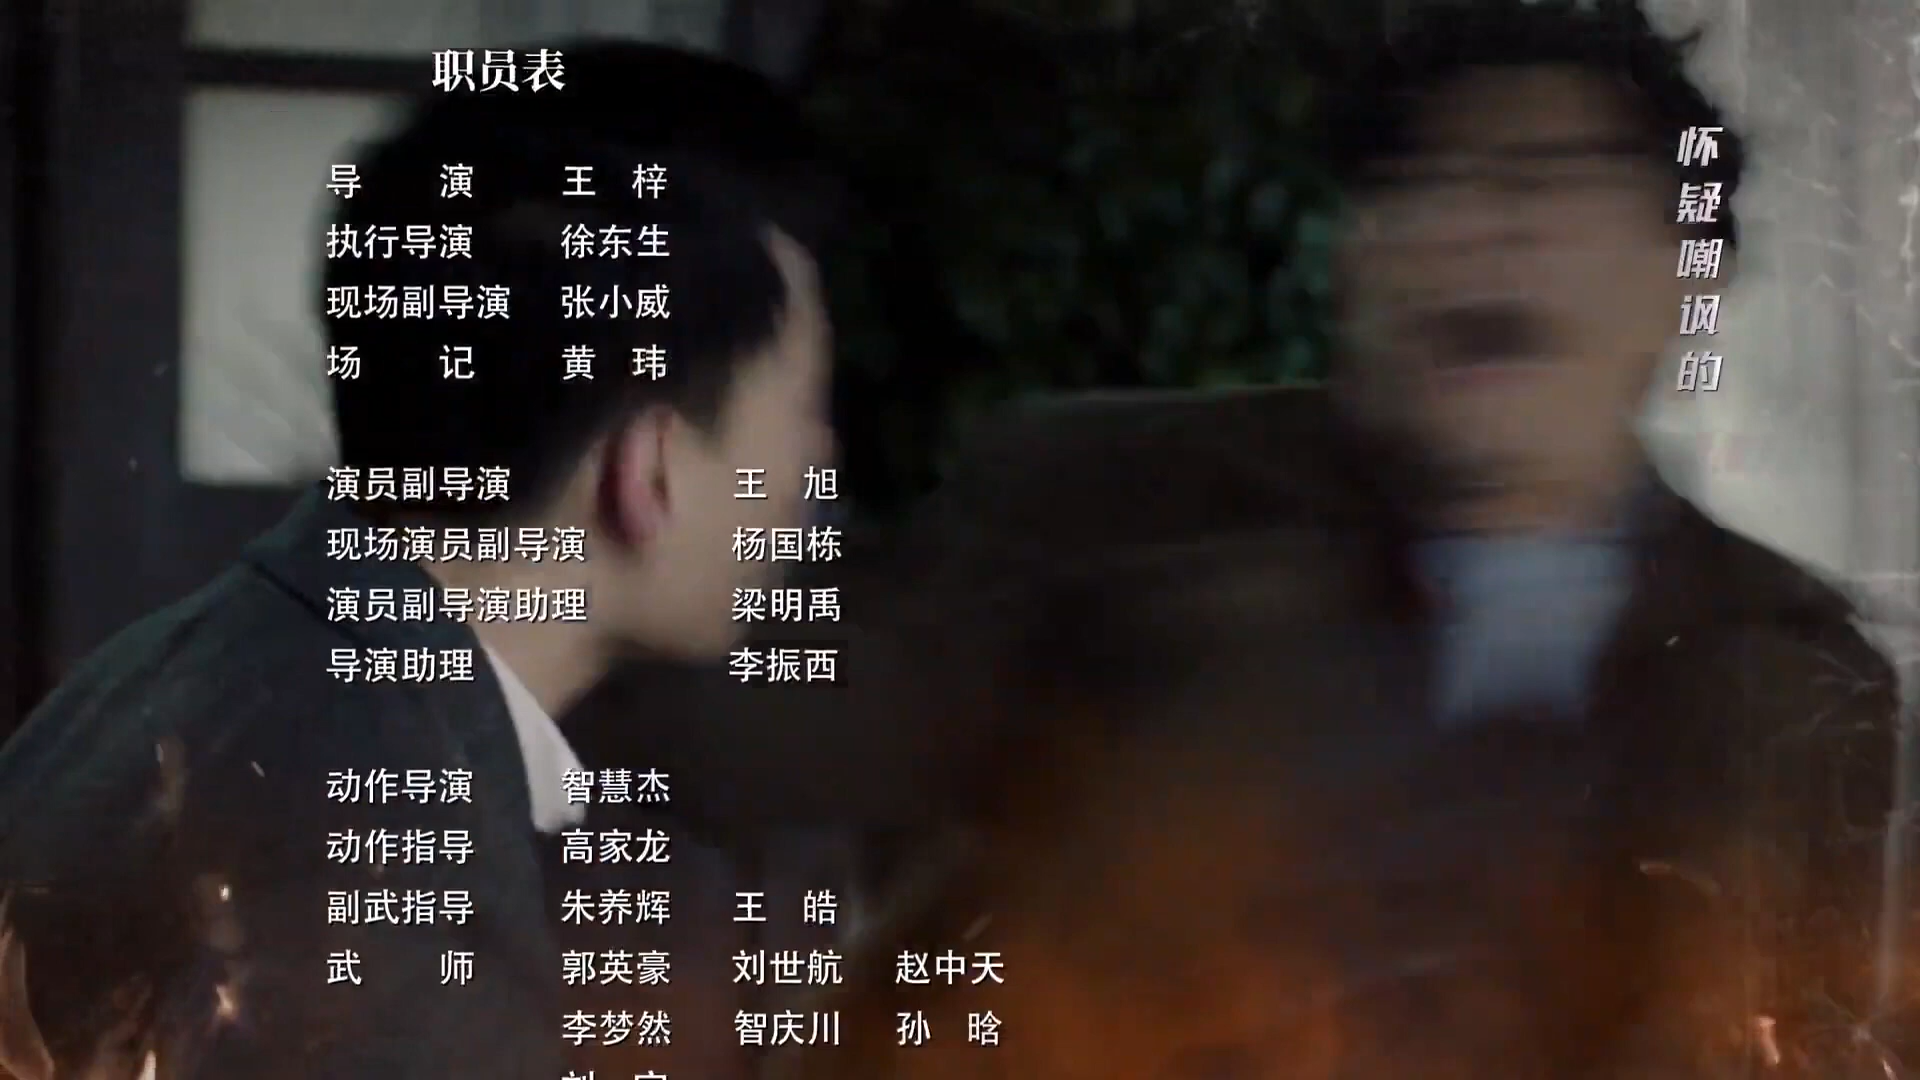 职员表
导演 王梓
执行导演 徐东生
现场副导演 张小威
场记 黄玮
演员副导演 王旭
现场演员副导演 杨国栋
演员副导演助理 梁明禹
导演助理 李振西
动作导演 智慧杰
动作指导 高家龙
副武指导 朱养辉 王皓
武师 郭英豪 刘世航 赵中天
李梦然 智庆川 孙晗
怀疑嘲讽的